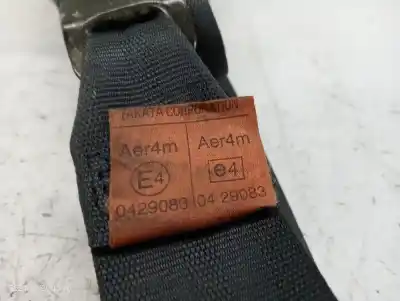 TAKATA CORPORATION
Aer4m Aer4m
E4 e4
0429083 04 29083